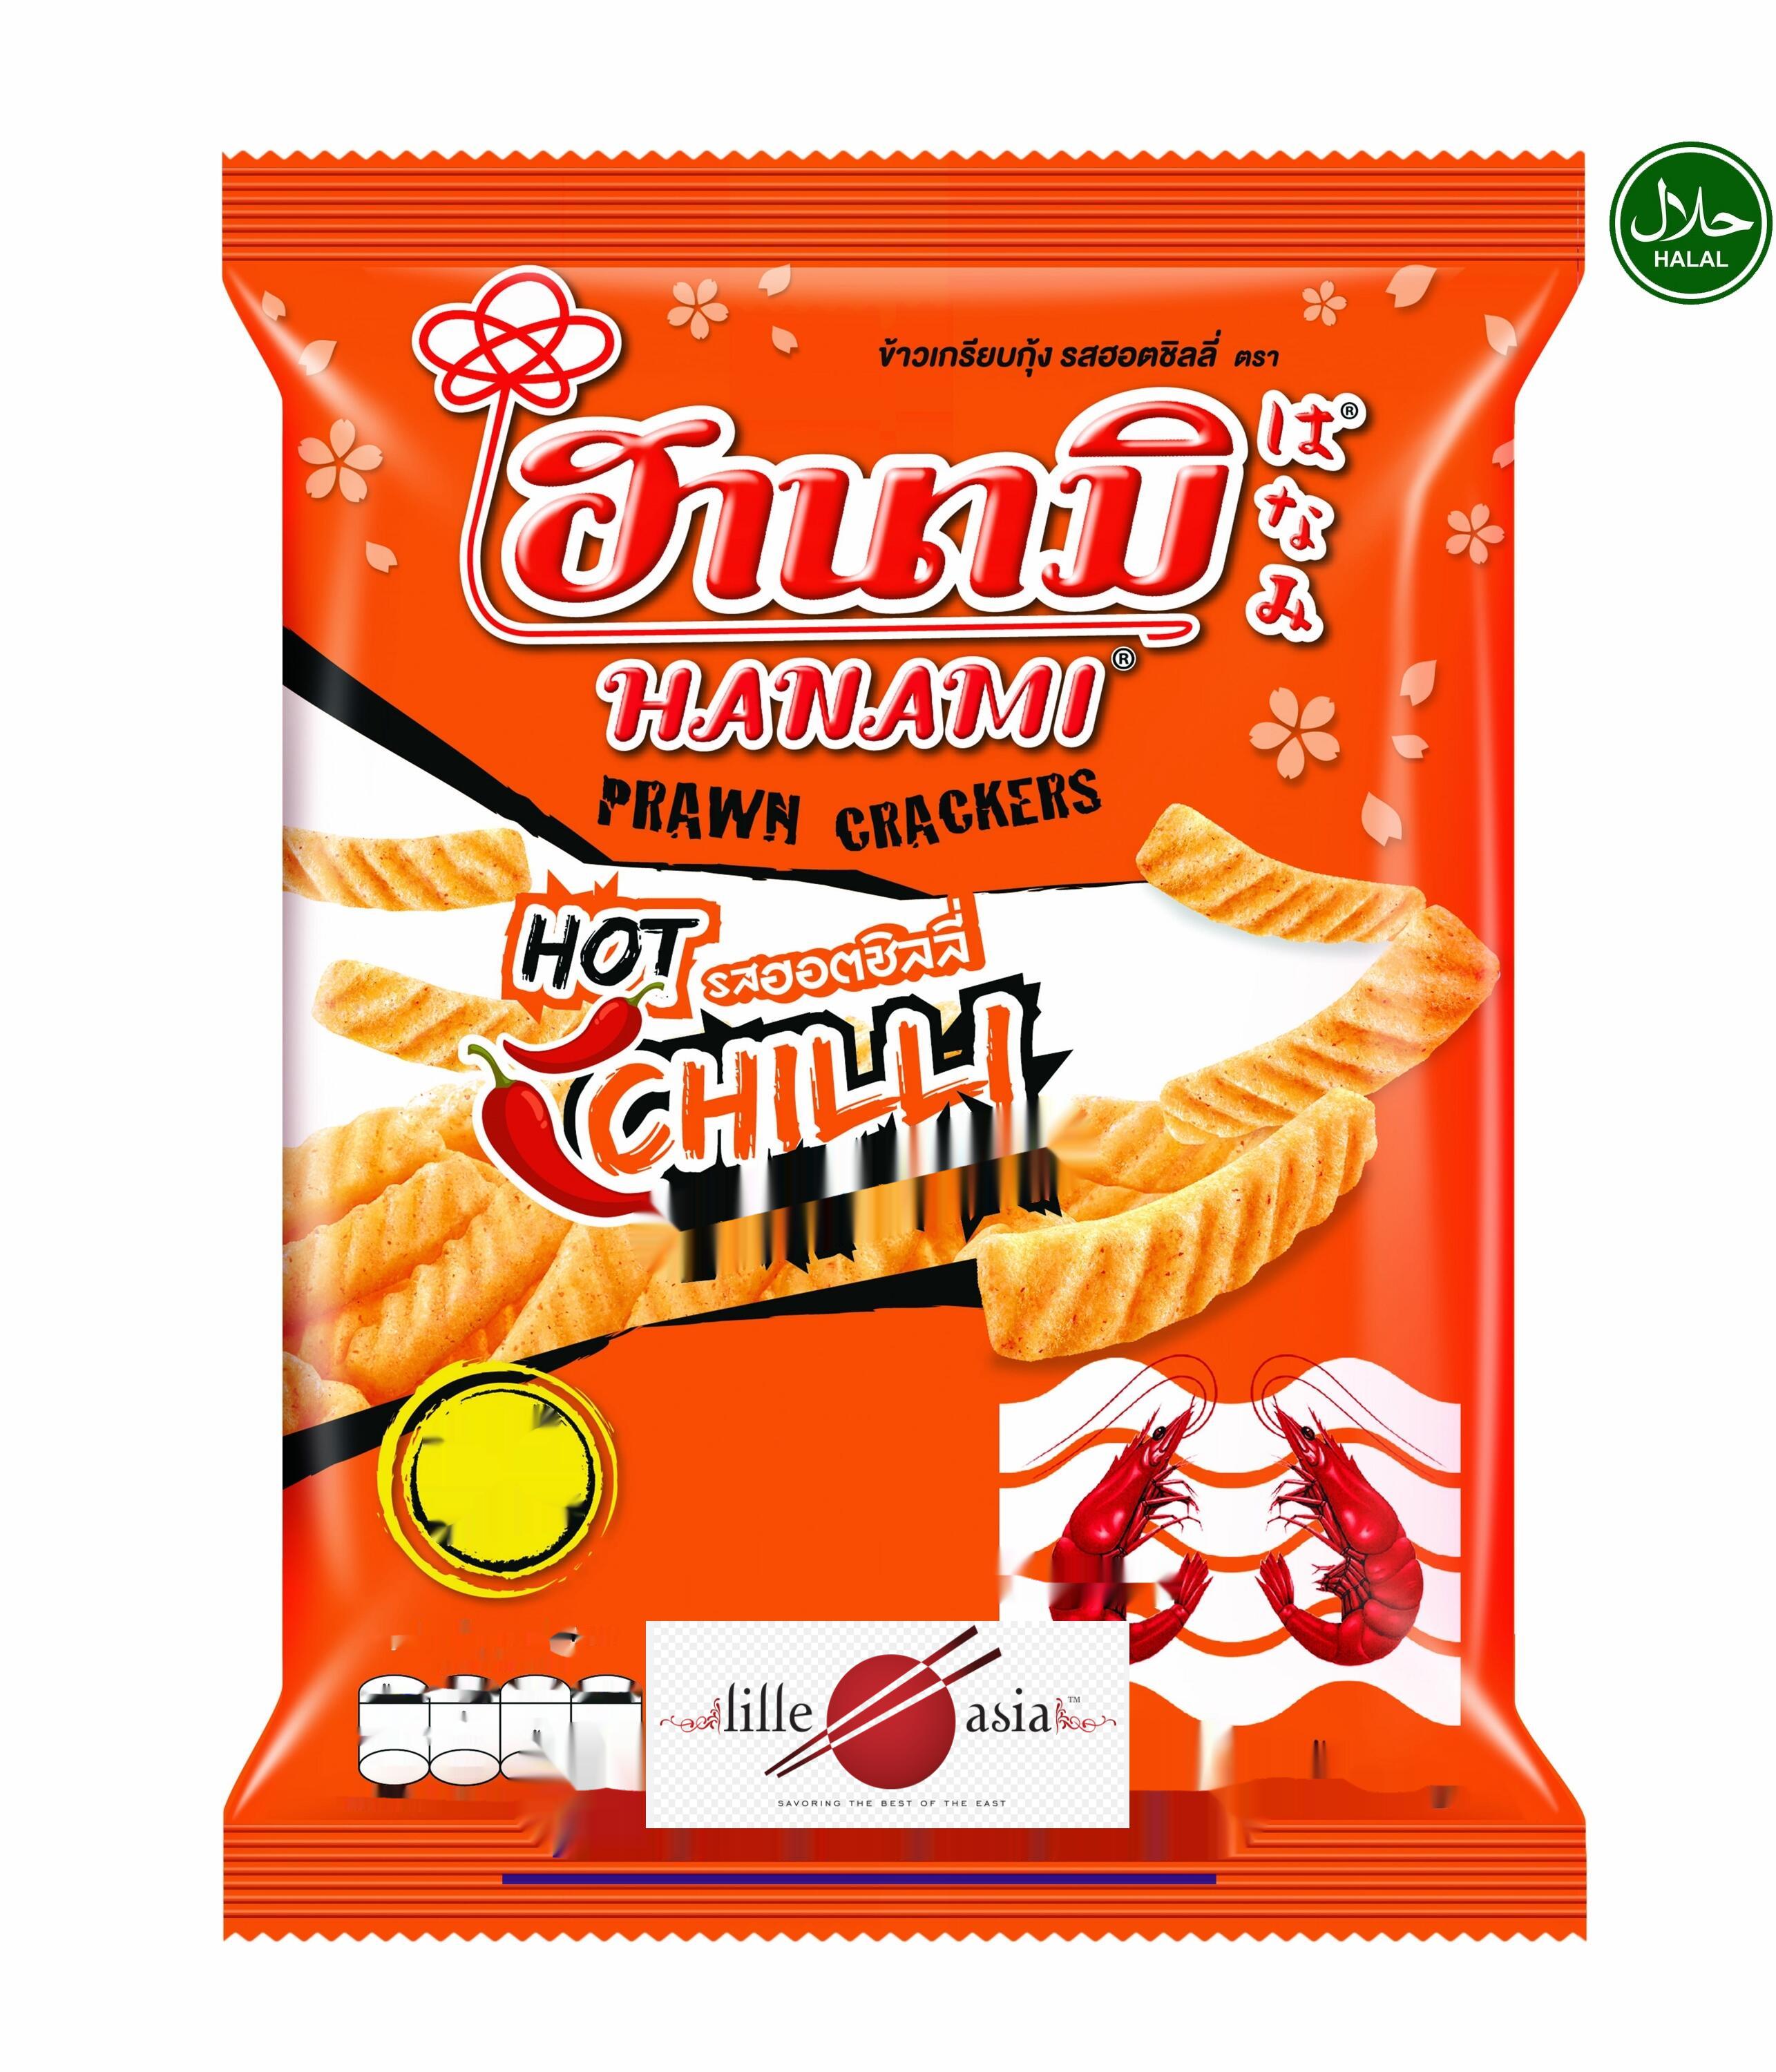 حلال
HALAL
ข้าวเกรียบกุ้ง รสฮอตชิลลี่ ตรา
ฮานามิ
はなみ®
HANAMI®
PRAWN CRACKERS
HOT
รสฮอตชิลลี่
CHILLI
lille asia™
SAVORING THE BEST OF THE EAST